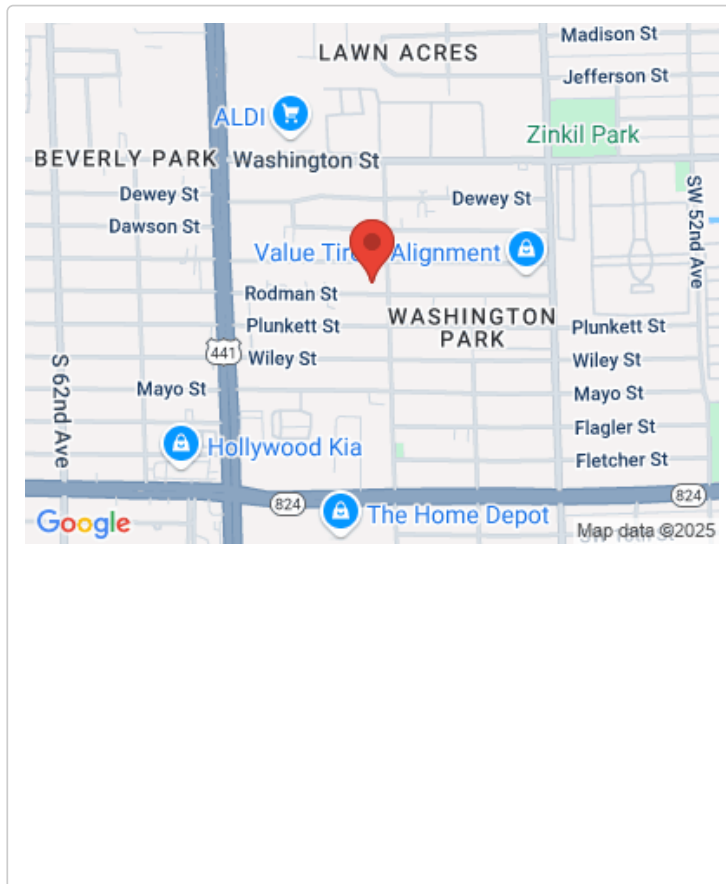 LAWN ACRES
Madison St
Jefferson St
ALDI
Zinkil Park
BEVERLY PARK
Washington St
SW 52nd Ave
Dewey St
Dewey St
Dawson St
Value Tire Alignment
Rodman St
WASHINGTON
PARK
Plunkett St
Plunkett St
441
Wiley St
Wiley St
S 62nd Ave
Mayo St
Mayo St
Flagler St
Hollywood Kia
Fletcher St
824
824
The Home Depot
Google
Map data ©2025